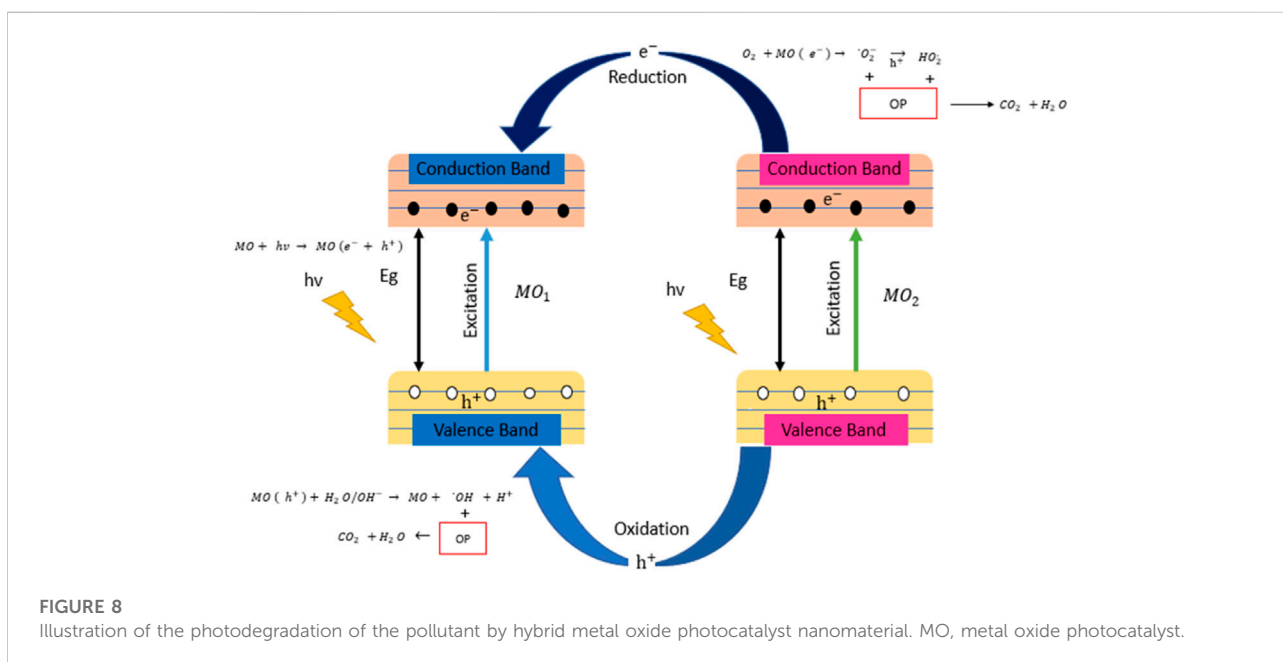 e⁻
Reduction
O₂ + MO ( e⁻) → ˙O₂⁻ →
h⁺ HO₂˙
+ +
OP → CO₂ + H₂O
Conduction Band
e⁻
Conduction Band
e⁻
MO + hν → MO (e⁻ + h⁺)
hν
Eg
Excitation
MO₁
hν
Eg
Excitation
MO₂
h⁺
Valence Band
h⁺
Valence Band
MO ( h⁺) + H₂O/OH⁻ → MO + ˙OH + H⁺
+
CO₂ + H₂O ← OP
Oxidation
h⁺
FIGURE 8
Illustration of the photodegradation of the pollutant by hybrid metal oxide photocatalyst nanomaterial. MO, metal oxide photocatalyst.